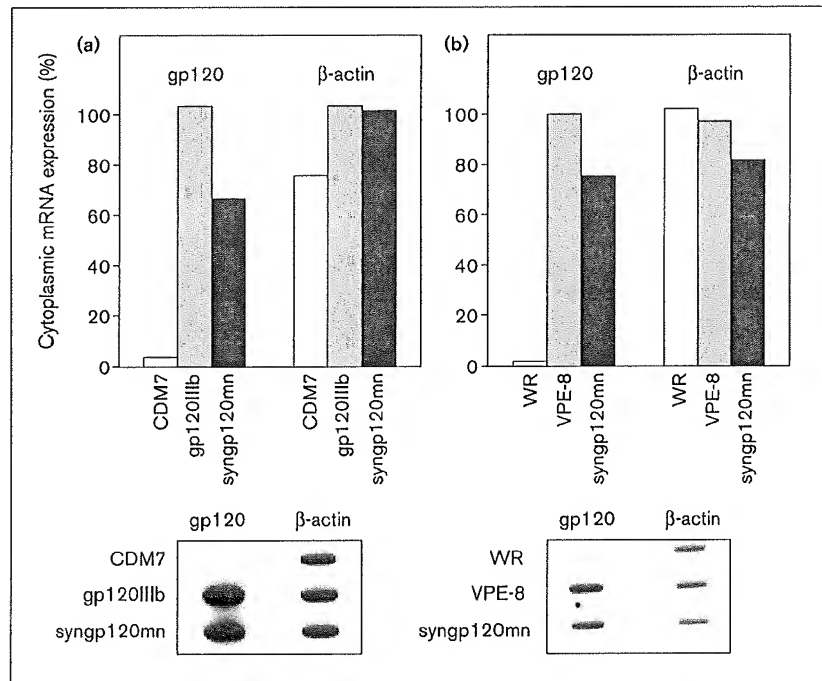 (a)
gp120 β-actin
Cytoplasmic mRNA expression (%)
100
80
60
40
20
0
CDM7
gp120IIIb
syngp120mn
CDM7
gp120IIIb
syngp120mn
(b)
gp120 β-actin
100
80
60
40
20
0
WR
VPE-8
syngp120mn
WR
VPE-8
syngp120mn
gp120 β-actin
CDM7
gp120IIIb
syngp120mn
gp120 β-actin
WR
VPE-8
syngp120mn